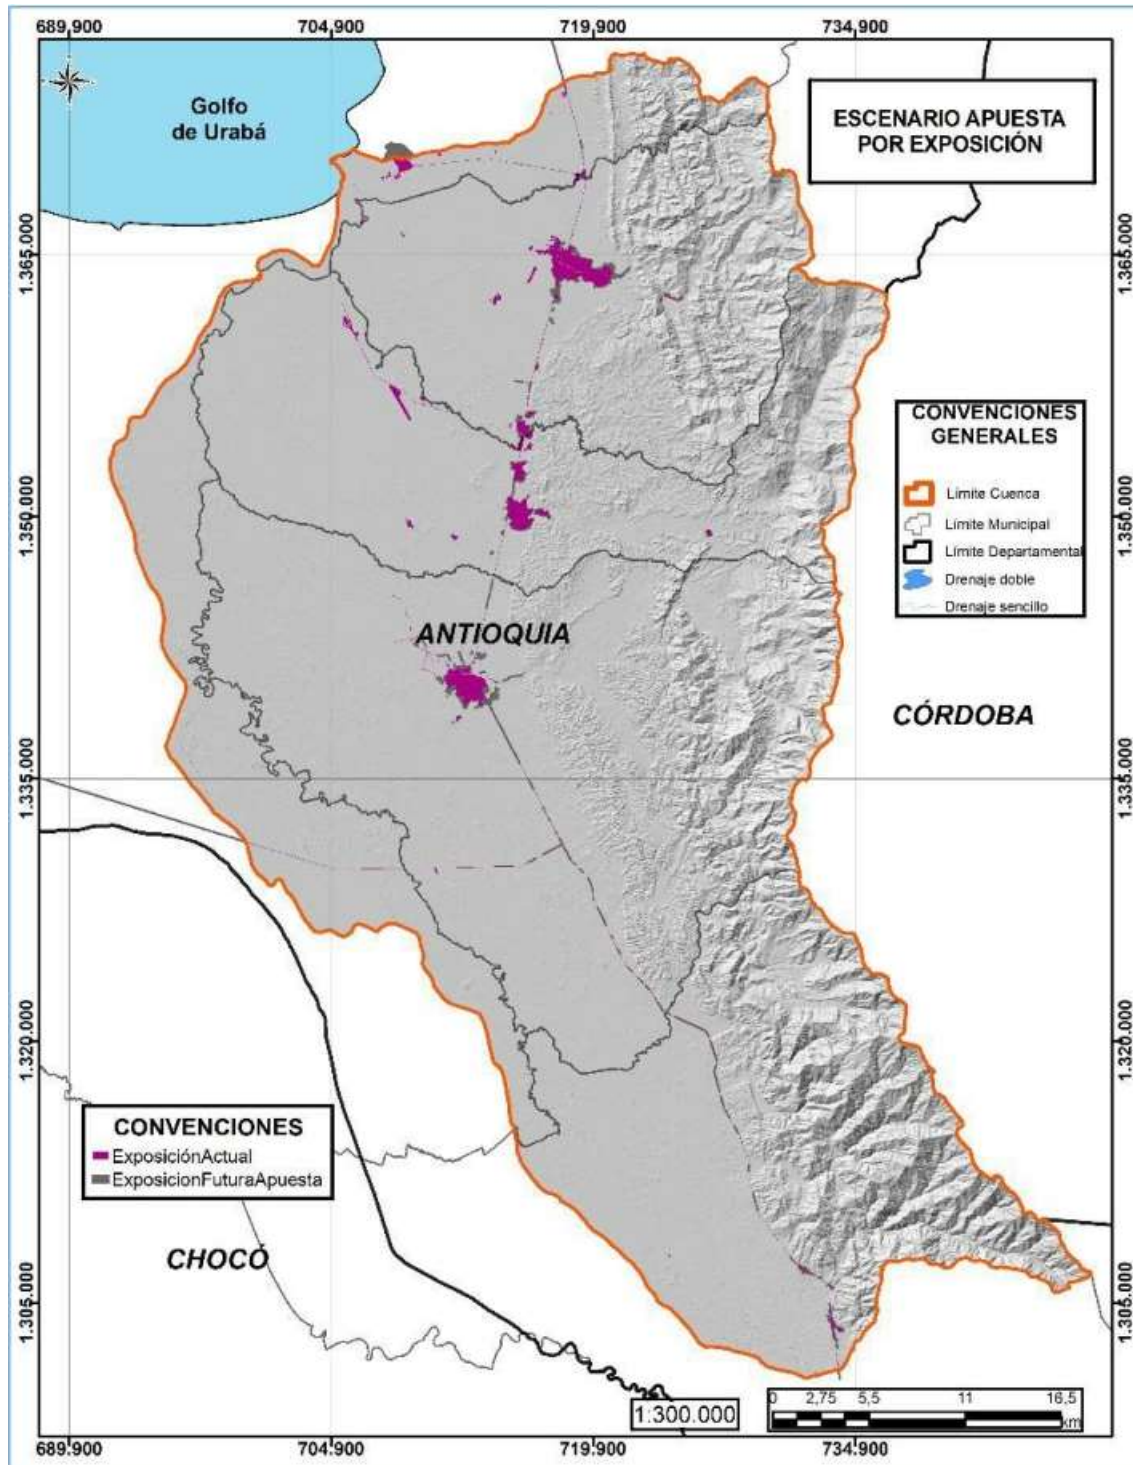 689,900 704,900 719,900 734,900
Golfo
de Urabá
ESCENARIO APUESTA
POR EXPOSICIÓN
1.365.000 1.365.000
CONVENCIONES
GENERALES
Límite Cuenca
Límite Municipal
Límite Departamental
Drenaje doble
Drenaje sencillo
1.350.000 1.350.000
ANTIOQUIA
CÓRDOBA
1.335.000 1.335.000
1.320.000 1.320.000
CONVENCIONES
ExposiciónActual
ExposicionFuturaApuesta
CHOCÓ
1.305.000 1.305.000
1:300.000
0 2,75 5,5 11 16,5
km
689.900 704,900 719,900 734,900